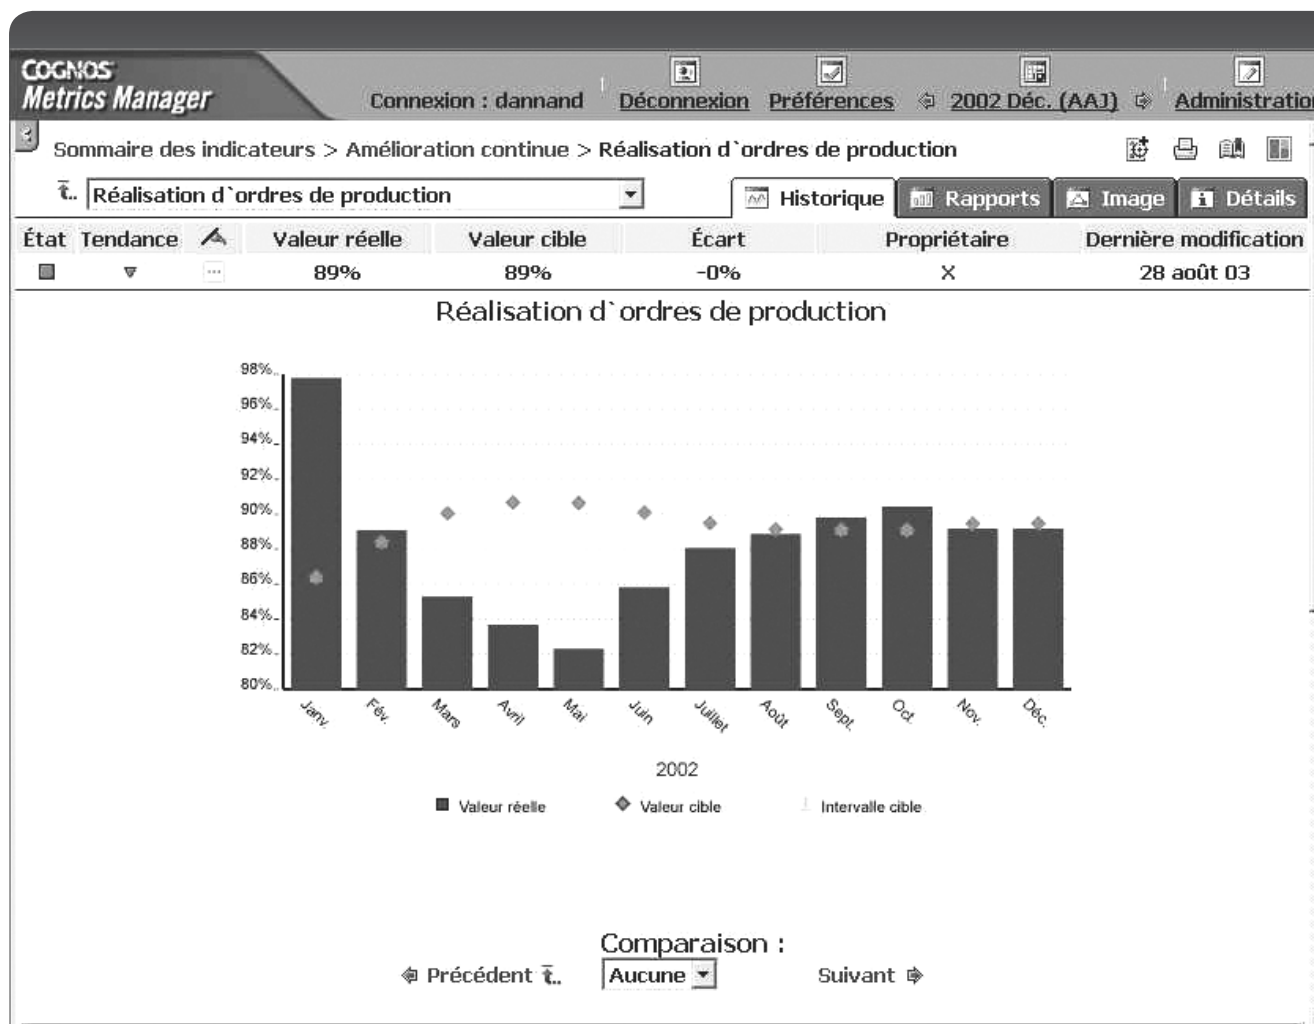 COGNOS
Metrics Manager
Connexion : dannand Déconnexion Préférences 2002 Déc. (AAJ) Administratio
Sommaire des indicateurs > Amélioration continue > Réalisation d`ordres de production
Réalisation d`ordres de production Historique Rapports Image Détails
État Tendance Valeur réelle Valeur cible Écart Propriétaire Dernière modification
... 89% 89% -0% X 28 août 03
Réalisation d`ordres de production
98%
96%
94%
92%
90%
88%
86%
84%
82%
80%
Janv. Fév. Mars Avril Mai Juin Juillet Août Sept. Oct. Nov. Déc.
2002
Valeur réelle Valeur cible Intervalle cible
Comparaison :
Précédent Aucune Suivant